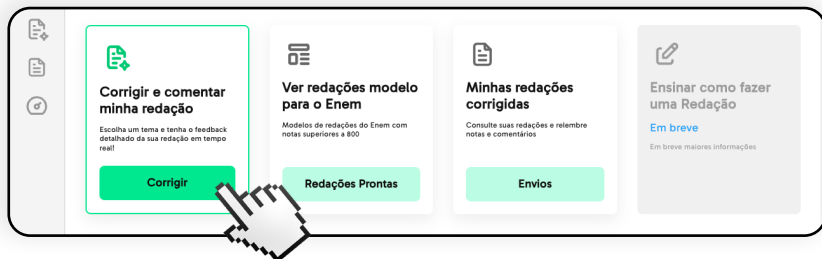 Corrigir e comentar
minha redação
Escolha um tema e tenha o feedback
detalhado da sua redação em tempo
real!
Corrigir
Ver redações modelo
para o Enem
Modelos de redações do Enem com
notas superiores a 800
Redações Prontas
Minhas redações
corrigidas
Consulte suas redações e relembre
notas e comentários
Envios
Ensinar como fazer
uma Redação
Em breve
Em breve maiores informações